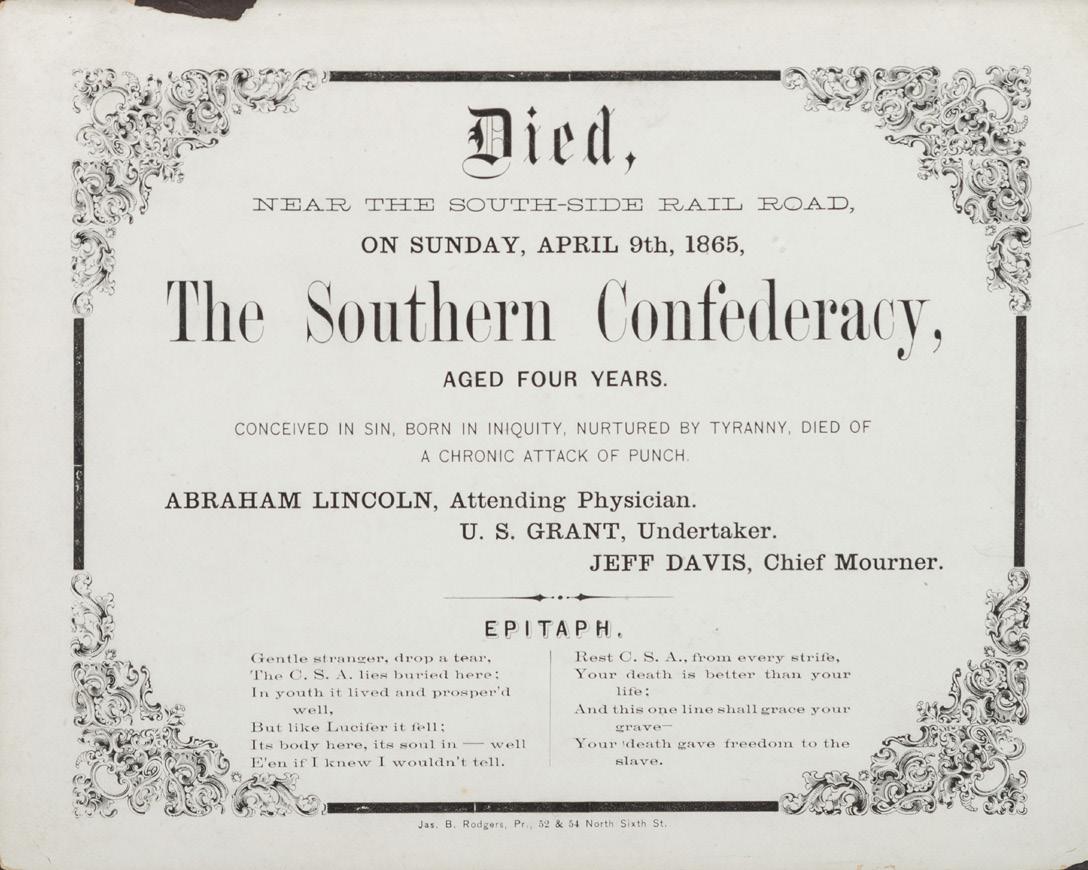 Died,
NEAR THE SOUTH-SIDE RAIL ROAD,
ON SUNDAY, APRIL 9th, 1865,
The Southern Confederacy,
AGED FOUR YEARS.
CONCEIVED IN SIN, BORN IN INIQUITY, NURTURED BY TYRANNY, DIED OF
A CHRONIC ATTACK OF PUNCH.
ABRAHAM LINCOLN, Attending Physician.
U. S. GRANT, Undertaker.
JEFF DAVIS, Chief Mourner.
EPITAPH.
Gentle stranger, drop a tear,
The C. S. A. lies buried here;
In youth it lived and prosper'd
well,
But like Lucifer it fell;
Its body here, its soul in — well
E'en if I knew I wouldn't tell.
Rest C. S. A., from every strife,
Your death is better than your
life;
And this one line shall grace your
grave—
Your death gave freedom to the
slave.
Jas. B. Rodgers, Pr., 52 & 54 North Sixth St.